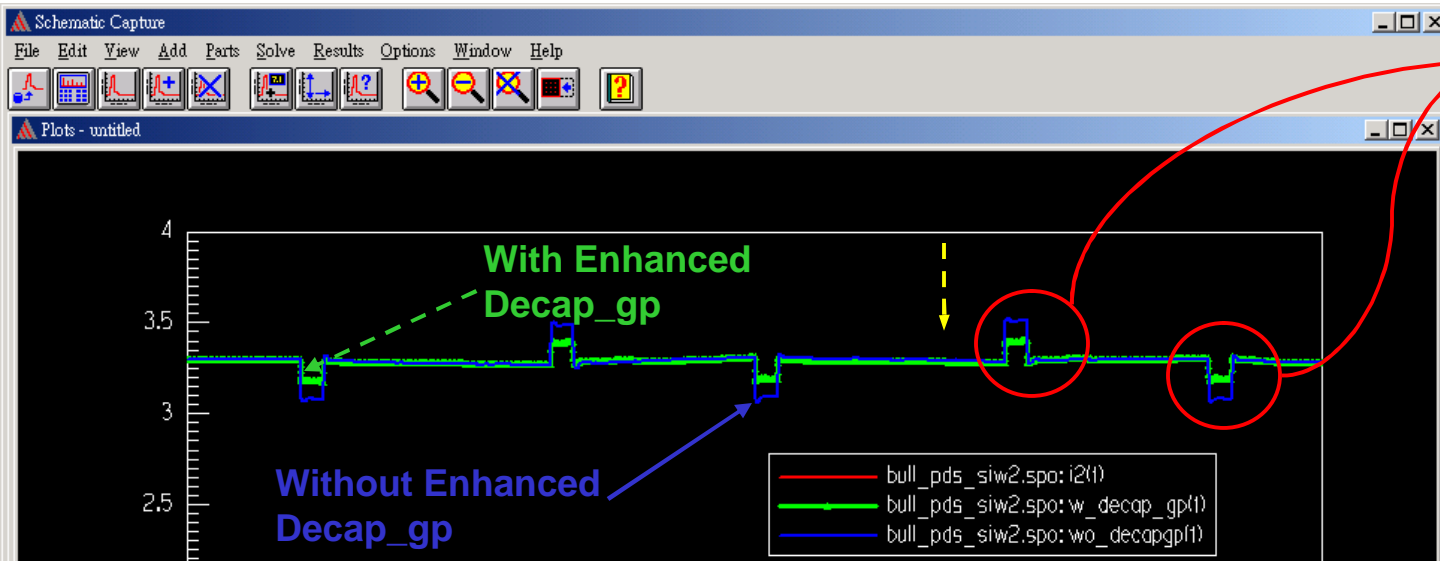 Schematic Capture
File Edit View Add Parts Solve Results Options Window Help
7.1
?
?
Plots - untitled
4
With Enhanced
Decap_gp
3.5
3
Without Enhanced
Decap_gp
2.5
bull_pds_siw2.spo: i2(1)
bull_pds_siw2.spo: w_decap_gp(1)
bull_pds_siw2.spo: wo_decapgp(1)